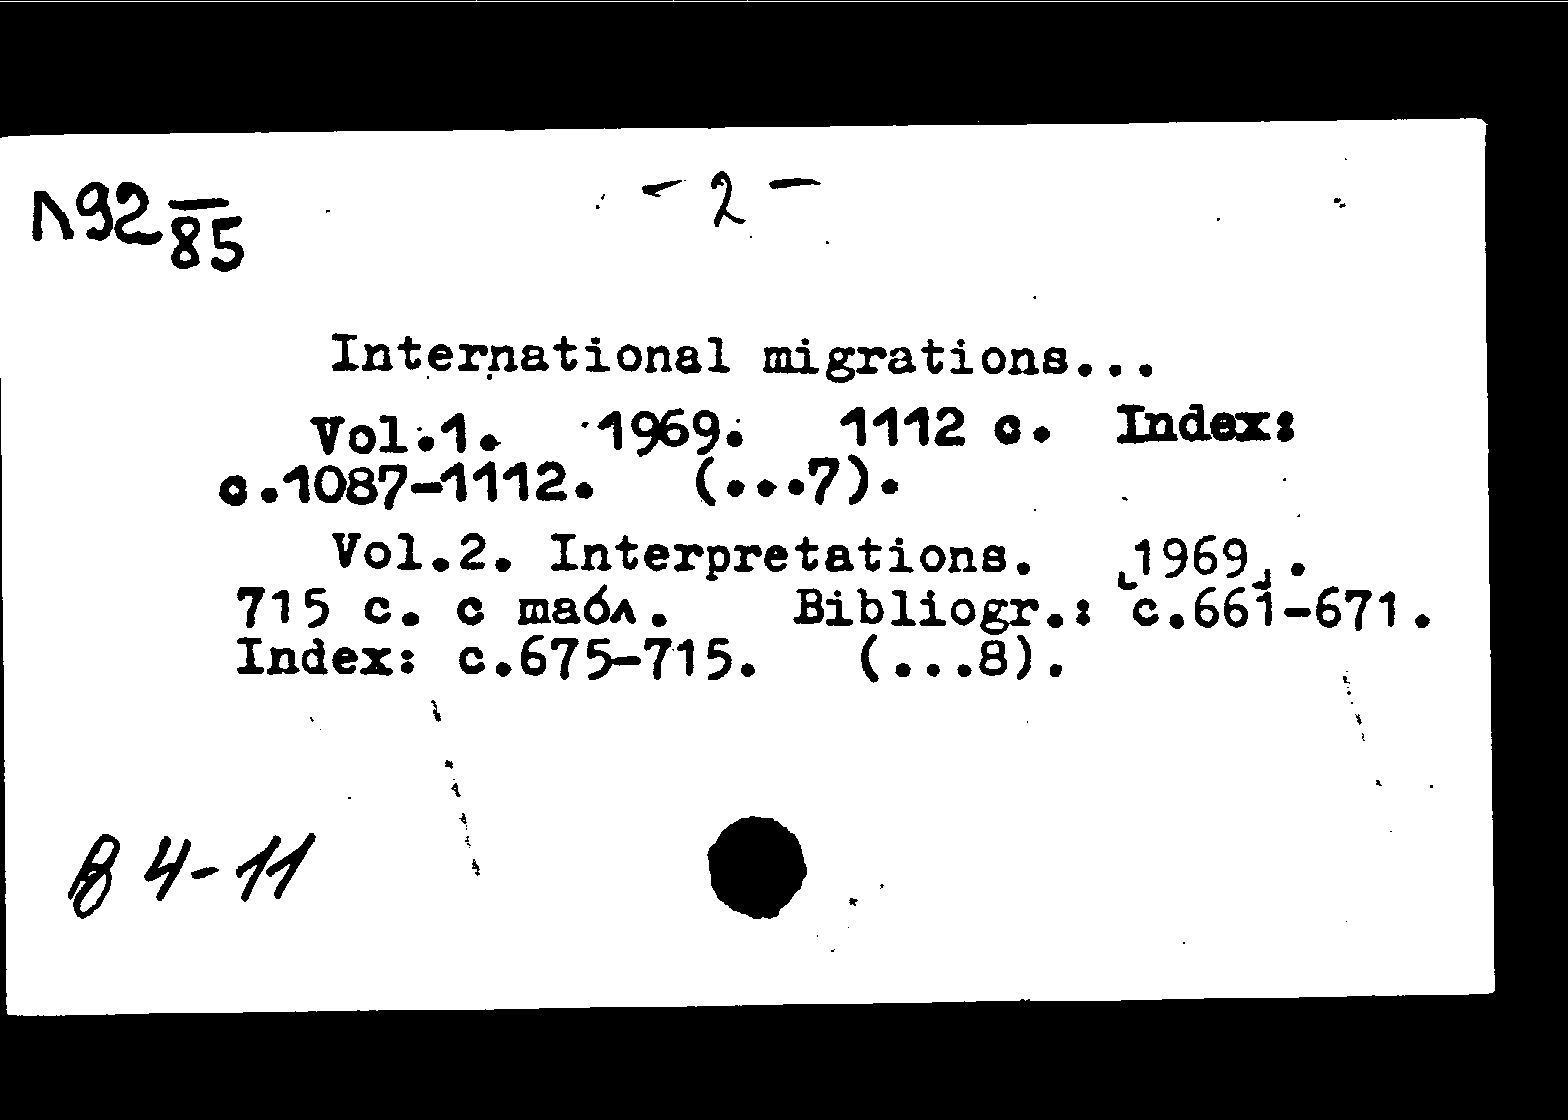 Λ92 85
- 2 -
International migrations...
Vol.1. 1969. 1112 c. Index:
c.1087-1112. (...7).
Vol.2. Interpretations. [1969].
715 c. с табл. Bibliogr.: c.661-671.
Index: c.675-715. (...8).
В 4-11